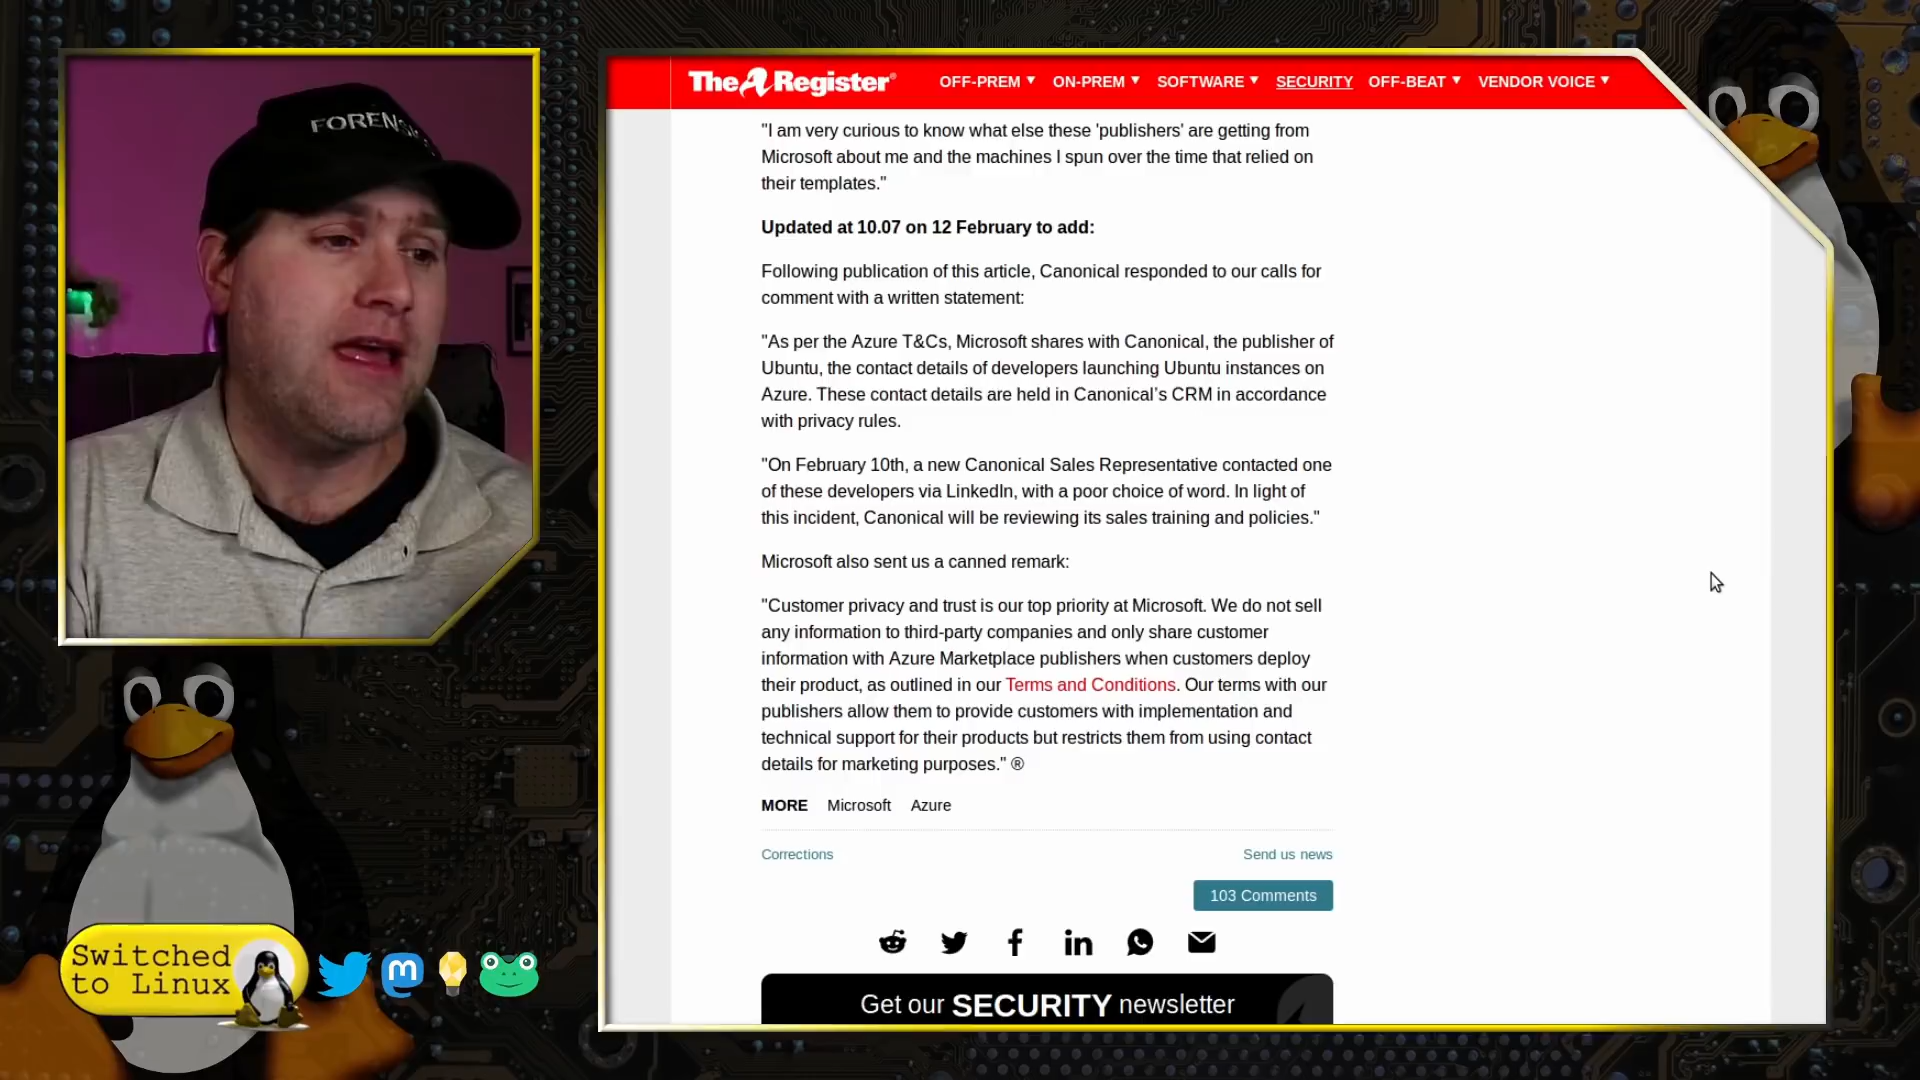 FORENS
The Register®
OFF-PREM
ON-PREM
SOFTWARE
SECURITY
OFF-BEAT
VENDOR VOICE
"I am very curious to know what else these 'publishers' are getting from
Microsoft about me and the machines I spun over the time that relied on
their templates."
Updated at 10.07 on 12 February to add:
Following publication of this article, Canonical responded to our calls for
comment with a written statement:
"As per the Azure T&Cs, Microsoft shares with Canonical, the publisher of
Ubuntu, the contact details of developers launching Ubuntu instances on
Azure. These contact details are held in Canonical’s CRM in accordance
with privacy rules.
"On February 10th, a new Canonical Sales Representative contacted one
of these developers via LinkedIn, with a poor choice of word. In light of
this incident, Canonical will be reviewing its sales training and policies."
Microsoft also sent us a canned remark:
"Customer privacy and trust is our top priority at Microsoft. We do not sell
any information to third-party companies and only share customer
information with Azure Marketplace publishers when customers deploy
their product, as outlined in our Terms and Conditions. Our terms with our
publishers allow them to provide customers with implementation and
technical support for their products but restricts them from using contact
details for marketing purposes." ®
MORE Microsoft Azure
Corrections
Send us news
103 Comments
Get our SECURITY newsletter
Switched
to Linux